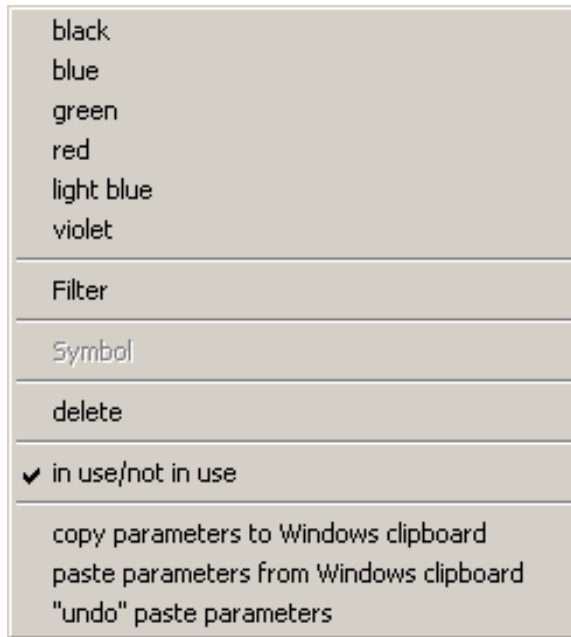 black
blue
green
red
light blue
violet
Filter
Symbol
delete
in use/not in use
copy parameters to Windows clipboard
paste parameters from Windows clipboard
"undo" paste parameters